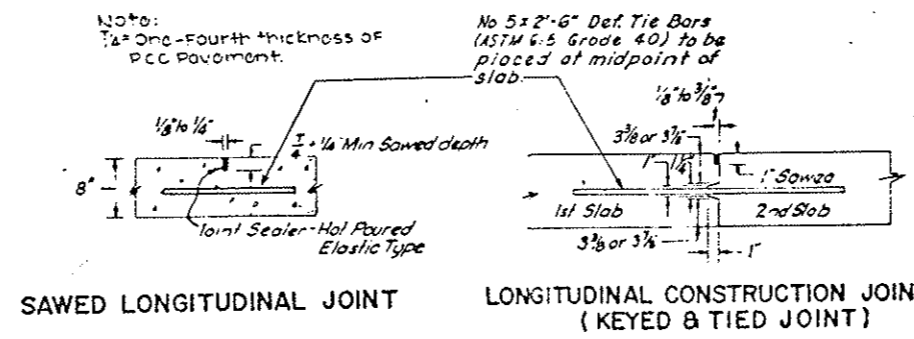 Note:
T/4= One-Fourth thickness of
PCC Pavement.
No 5 x 2'-6" Def. Tie Bars
(ASTM 615 Grade 40) to be
placed at midpoint of
slab.
1/8" to 1/4"
T/4 + 1/4" Min Sawed depth
8"
Joint Sealer-Hot Poured
Elastic Type
1/8" to 3/8"
3 3/8 or 3 7/8"
1"
1 1/4"
1" Sawed
1st Slab
2nd Slab
3 3/8 or 3 7/8"
1"
SAWED LONGITUDINAL JOINT
LONGITUDINAL CONSTRUCTION JOIN
(KEYED & TIED JOINT)